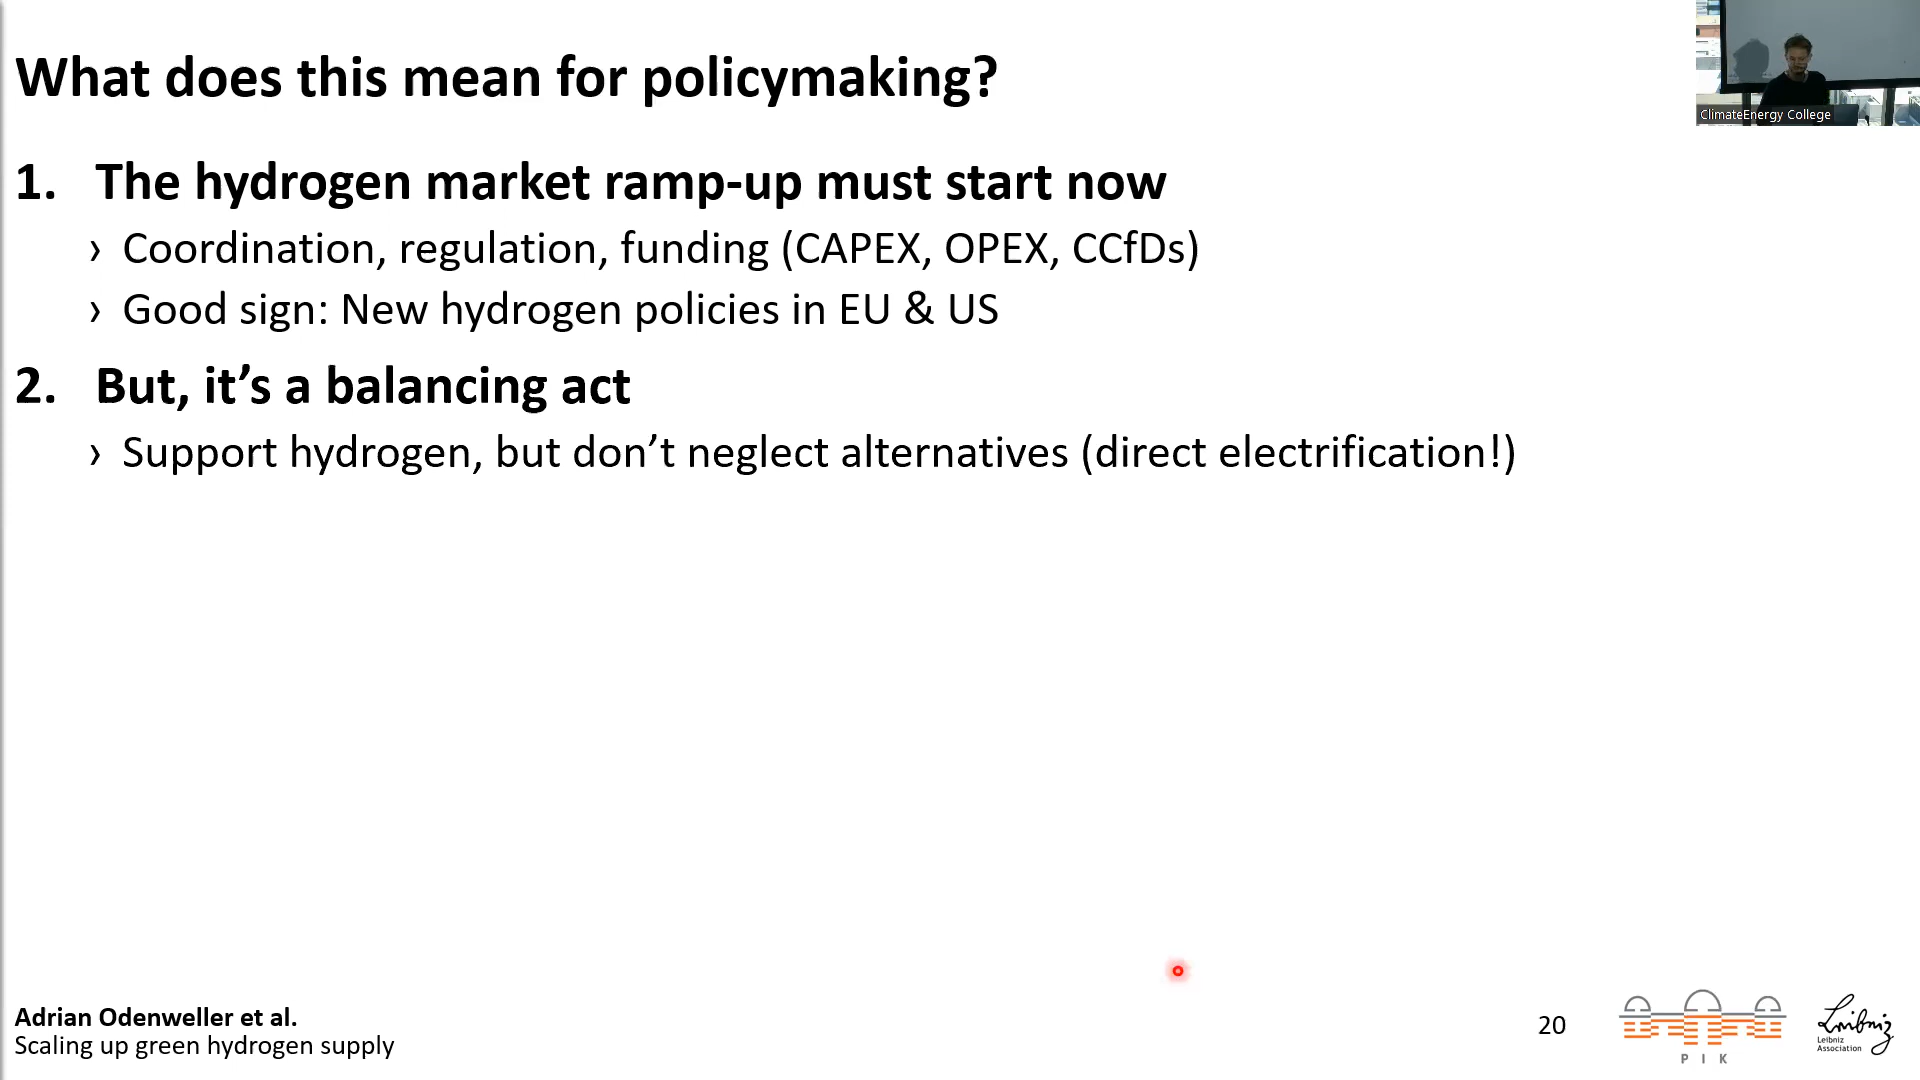 What does this mean for policymaking?
ClimateEnergy College
1. The hydrogen market ramp-up must start now
› Coordination, regulation, funding (CAPEX, OPEX, CCfDs)
› Good sign: New hydrogen policies in EU & US
2. But, it’s a balancing act
› Support hydrogen, but don’t neglect alternatives (direct electrification!)
Adrian Odenweller et al.
Scaling up green hydrogen supply
20
P I K
Leibniz
Leibniz
Association